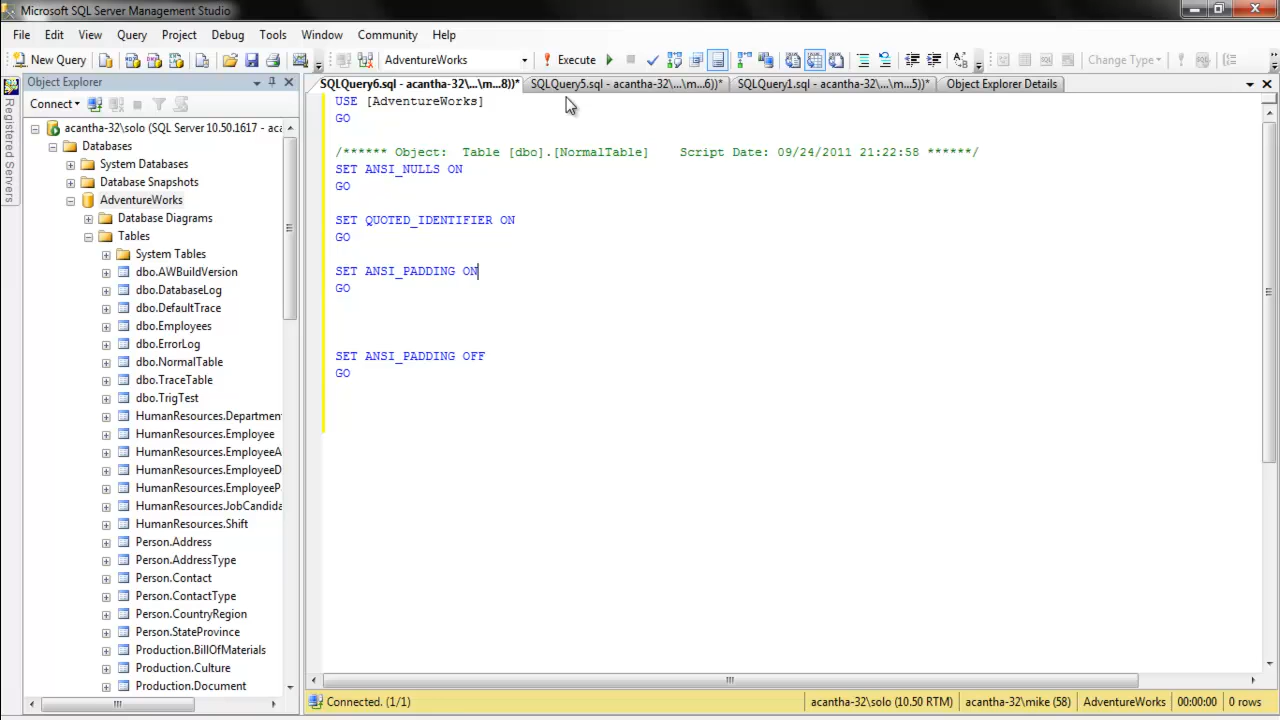 Microsoft SQL Server Management Studio
File Edit View Query Project Debug Tools Window Community Help
New Query AdventureWorks Execute Change Type
Object Explorer
SQLQuery6.sql - acantha-32\...\m...8))* SQLQuery5.sql - acantha-32\...\m...6))* SQLQuery1.sql - acantha-32\...\m...5))* Object Explorer Details
Connect
Registered Servers
acantha-32\solo (SQL Server 10.50.1617 - ac
Databases
System Databases
Database Snapshots
AdventureWorks
Database Diagrams
Tables
System Tables
dbo.AWBuildVersion
dbo.DatabaseLog
dbo.DefaultTrace
dbo.Employees
dbo.ErrorLog
dbo.NormalTable
dbo.TraceTable
dbo.TrigTest
HumanResources.Departmen
HumanResources.Employee
HumanResources.EmployeeA
HumanResources.EmployeeD
HumanResources.EmployeeP
HumanResources.JobCandida
HumanResources.Shift
Person.Address
Person.AddressType
Person.Contact
Person.ContactType
Person.CountryRegion
Person.StateProvince
Production.BillOfMaterials
Production.Culture
Production.Document
USE [AdventureWorks]
GO
/****** Object:  Table [dbo].[NormalTable]    Script Date: 09/24/2011 21:22:58 ******/
SET ANSI_NULLS ON
GO
SET QUOTED_IDENTIFIER ON
GO
SET ANSI_PADDING ON
GO
SET ANSI_PADDING OFF
GO
Connected. (1/1) acantha-32\solo (10.50 RTM) acantha-32\mike (58) AdventureWorks 00:00:00 0 rows